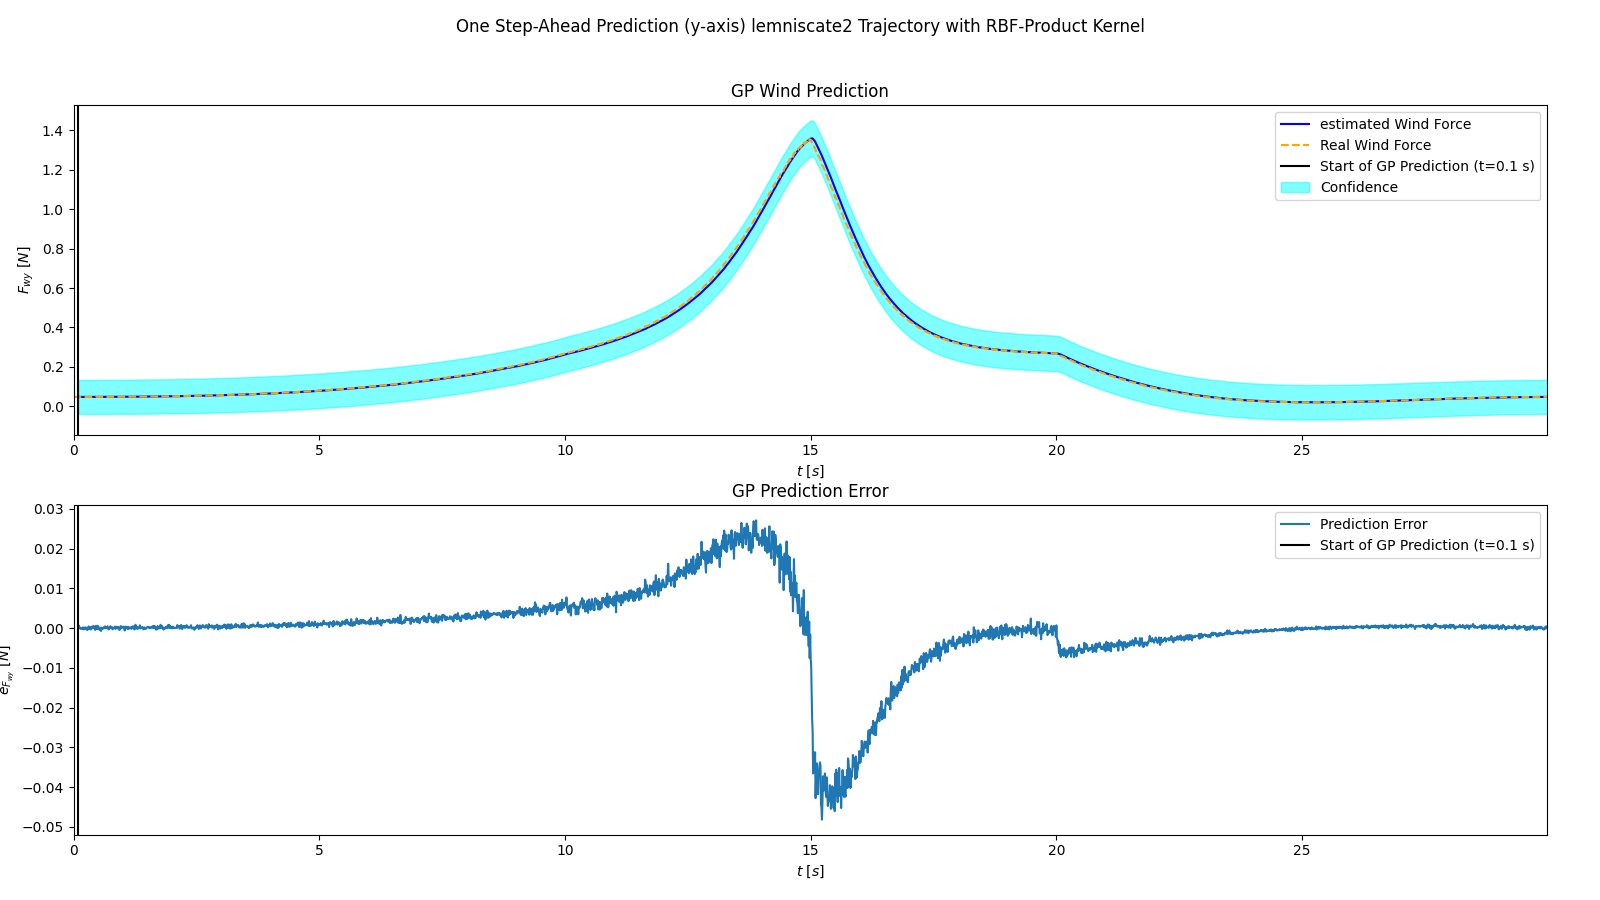 One Step-Ahead Prediction (y-axis) lemniscate2 Trajectory with RBF-Product Kernel
GP Wind Prediction
1.4
1.2
1.0
0.8
0.6
0.4
0.2
0.0
F_wy [N]
estimated Wind Force
Real Wind Force
Start of GP Prediction (t=0.1 s)
Confidence
0 5 10 15 20 25
t [s]
GP Prediction Error
0.03
0.02
0.01
0.00
−0.01
−0.02
−0.03
−0.04
−0.05
e_F_wy [N]
Prediction Error
Start of GP Prediction (t=0.1 s)
0 5 10 15 20 25
t [s]